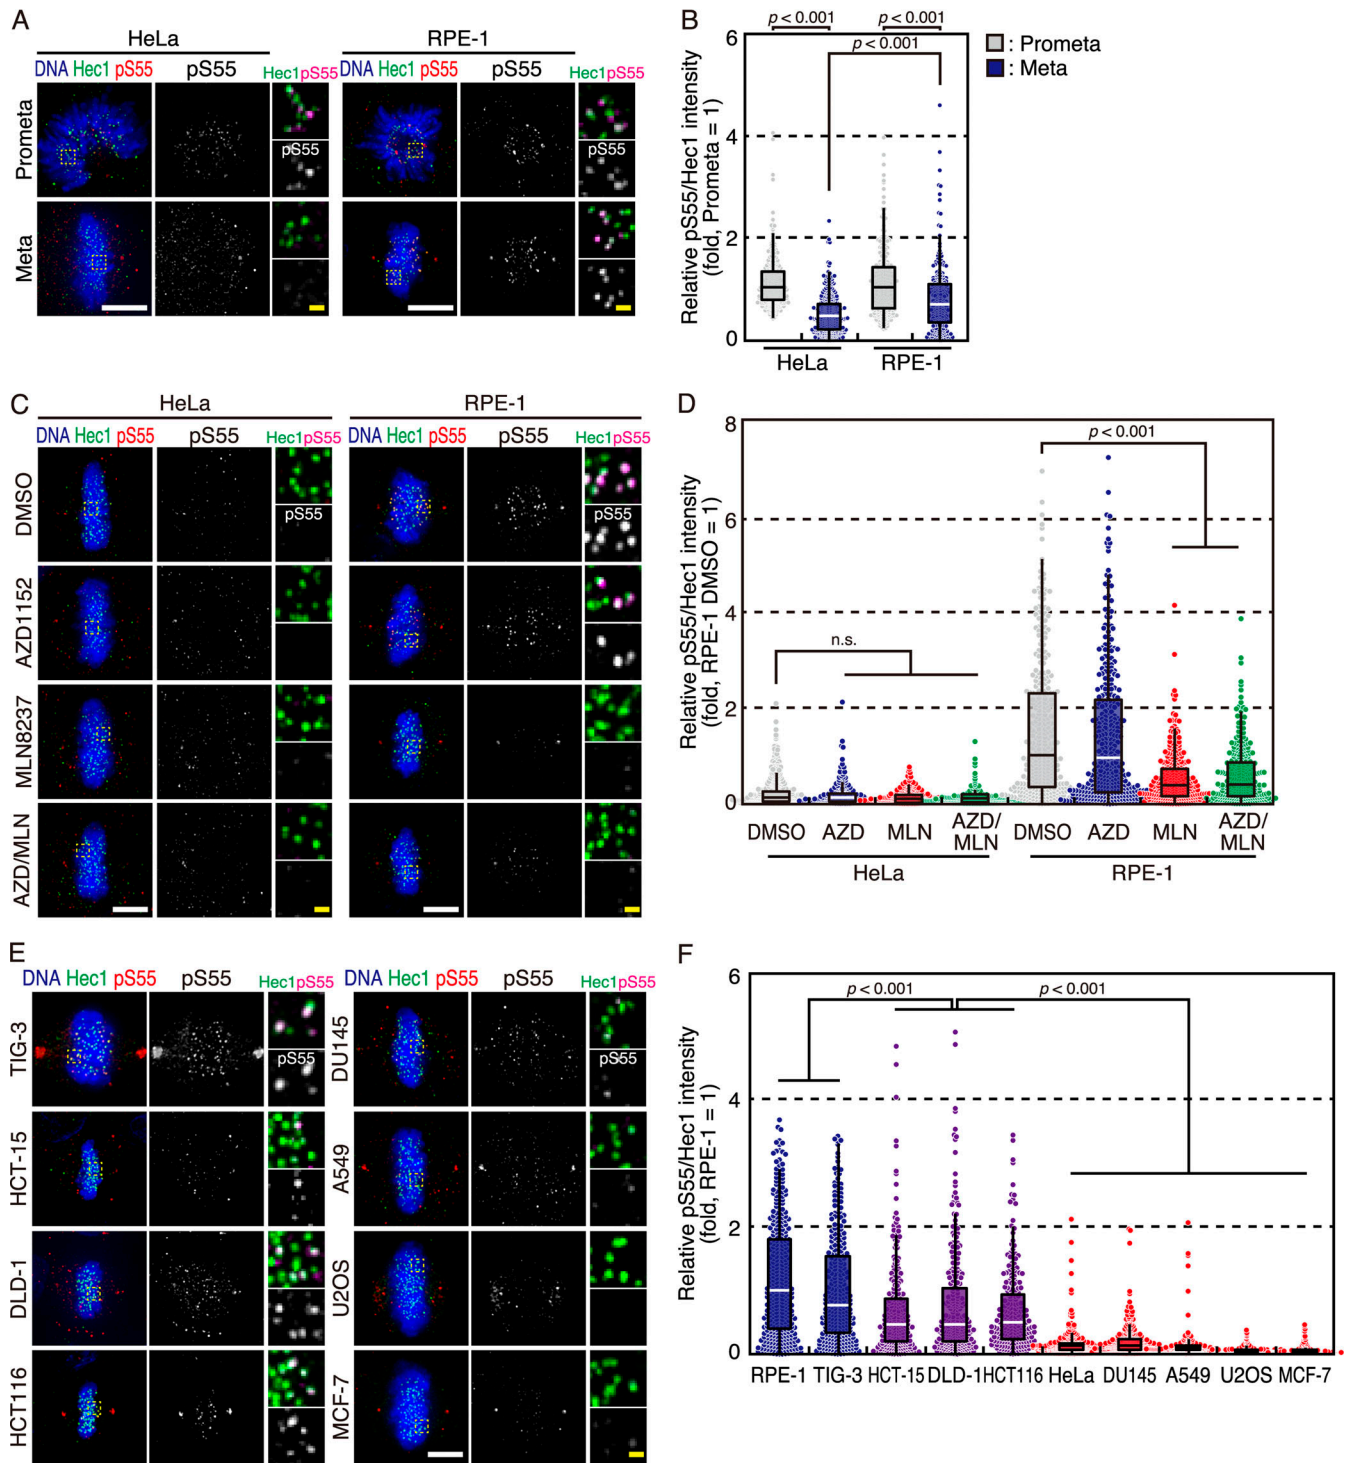 A
HeLa
RPE-1
DNA Hec1 pS55
pS55
Hec1pS55
DNA Hec1 pS55
pS55
Hec1pS55
Prometa
pS55
pS55
Meta
B
p < 0.001
p < 0.001
p < 0.001
: Prometa
: Meta
Relative pS55/Hec1 intensity
(fold, Prometa = 1)
6
4
2
0
HeLa
RPE-1
C
HeLa
RPE-1
DNA Hec1 pS55
pS55
Hec1pS55
DNA Hec1 pS55
pS55
Hec1pS55
DMSO
pS55
pS55
AZD1152
MLN8237
AZD/MLN
D
p < 0.001
n.s.
Relative pS55/Hec1 intensity
(fold, RPE-1 DMSO = 1)
8
6
4
2
0
DMSO AZD MLN AZD/MLN DMSO AZD MLN AZD/MLN
HeLa
RPE-1
E
DNA Hec1 pS55
pS55
Hec1pS55
DNA Hec1 pS55
pS55
Hec1pS55
TIG-3
pS55
DU145
pS55
HCT-15
A549
DLD-1
U2OS
HCT116
MCF-7
F
p < 0.001
p < 0.001
Relative pS55/Hec1 intensity
(fold, RPE-1 = 1)
6
4
2
0
RPE-1 TIG-3 HCT-15 DLD-1 HCT116 HeLa DU145 A549 U2OS MCF-7